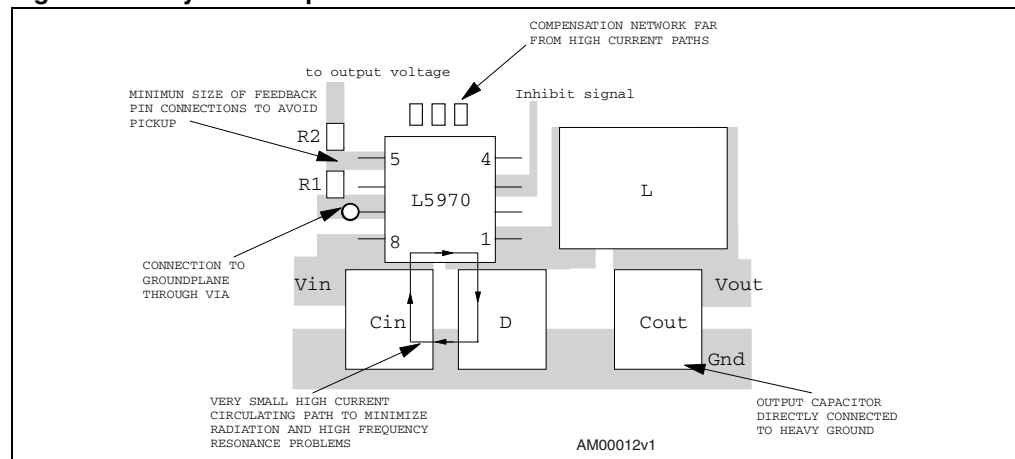 COMPENSATION NETWORK FAR
FROM HIGH CURRENT PATHS
to output voltage
MINIMUN SIZE OF FEEDBACK
PIN CONNECTIONS TO AVOID
PICKUP
Inhibit signal
R2
5
4
R1
L5970
L
8
1
CONNECTION TO
GROUNDPLANE
THROUGH VIA
Vin
Vout
Cin
D
Cout
Gnd
VERY SMALL HIGH CURRENT
CIRCULATING PATH TO MINIMIZE
RADIATION AND HIGH FREQUENCY
RESONANCE PROBLEMS
OUTPUT CAPACITOR
DIRECTLY CONNECTED
TO HEAVY GROUND
AM00012v1